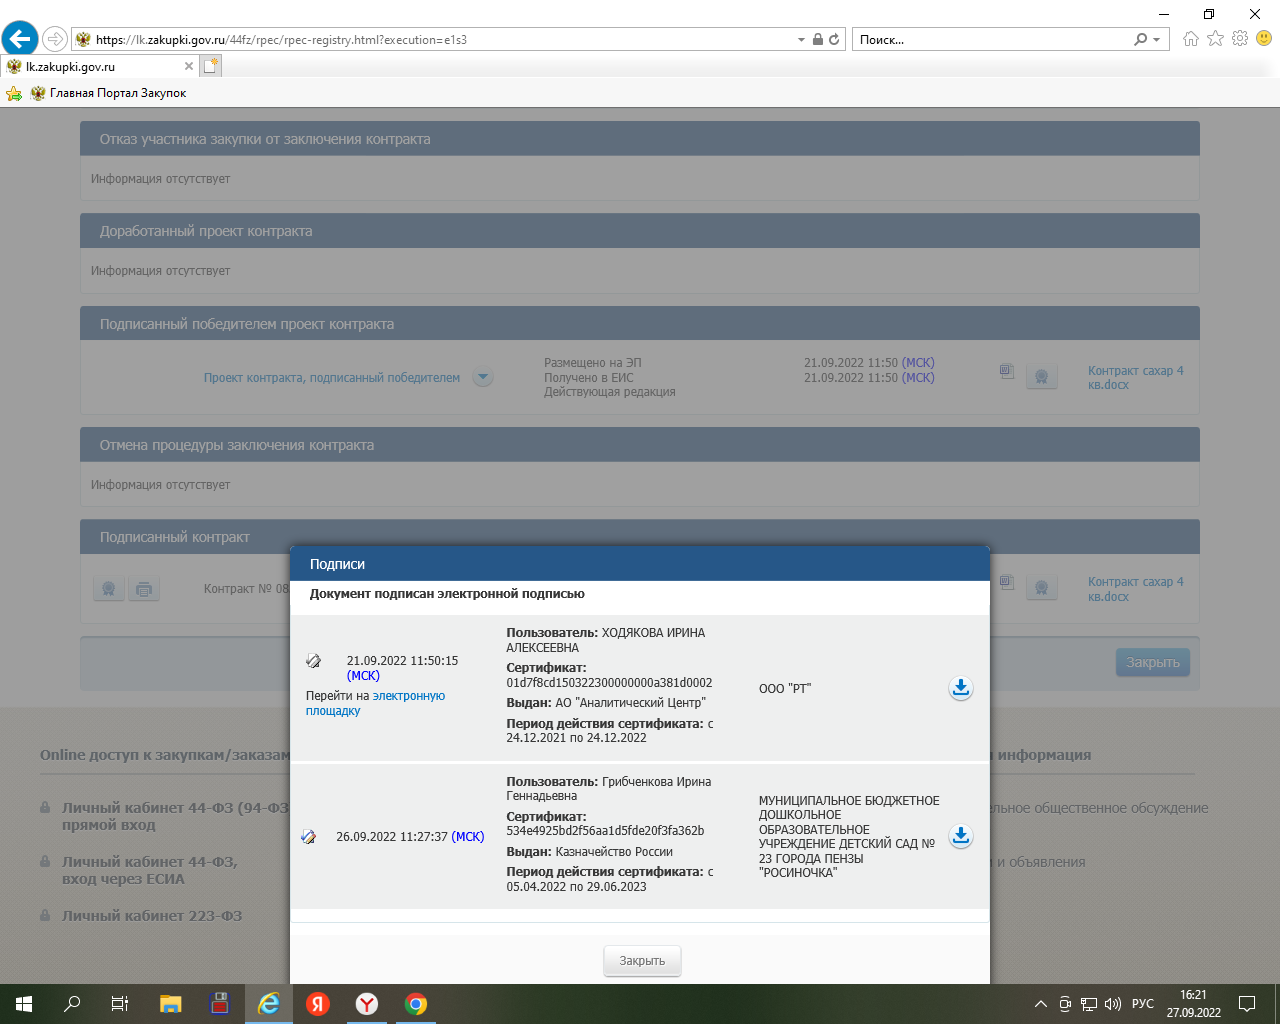 https://lk.zakupki.gov.ru/44fz/rpec/rpec-registry.html?execution=e1s3
Поиск...
lk.zakupki.gov.ru
Главная Портал Закупок
Отказ участника закупки от заключения контракта
Информация отсутствует
Доработанный проект контракта
Информация отсутствует
Подписанный победителем проект контракта
Проект контракта, подписанный победителем
Размещено на ЭП
Получено в ЕИС
Действующая редакция
21.09.2022 11:50 (МСК)
21.09.2022 11:50 (МСК)
Контракт сахар 4
кв.docx
Отмена процедуры заключения контракта
Информация отсутствует
Подписанный контракт
Контракт № 08
Контракт сахар 4
кв.docx
Закрыть
Подписи
Документ подписан электронной подписью
21.09.2022 11:50:15
(МСК)
Перейти на электронную
площадку
Пользователь: ХОДЯКОВА ИРИНА
АЛЕКСЕЕВНА
Сертификат:
01d7f8cd150322300000000a381d0002
Выдан: АО "Аналитический Центр"
Период действия сертификата: с
24.12.2021 по 24.12.2022
ООО "РТ"
26.09.2022 11:27:37 (МСК)
Пользователь: Грибченкова Ирина
Геннадьевна
Сертификат:
534e4925bd2f56aa1d5fde20f3fa362b
Выдан: Казначейство России
Период действия сертификата: с
05.04.2022 по 29.06.2023
МУНИЦИПАЛЬНОЕ БЮДЖЕТНОЕ
ДОШКОЛЬНОЕ
ОБРАЗОВАТЕЛЬНОЕ
УЧРЕЖДЕНИЕ ДЕТСКИЙ САД №
23 ГОРОДА ПЕНЗЫ
"РОСИНОЧКА"
Закрыть
Online доступ к закупкам/заказам
Личный кабинет 44-ФЗ (94-ФЗ
прямой вход
Личный кабинет 44-ФЗ,
вход через ЕСИА
Личный кабинет 223-ФЗ
я информация
ельное общественное обсуждение
и объявления
РУС
16:21
27.09.2022